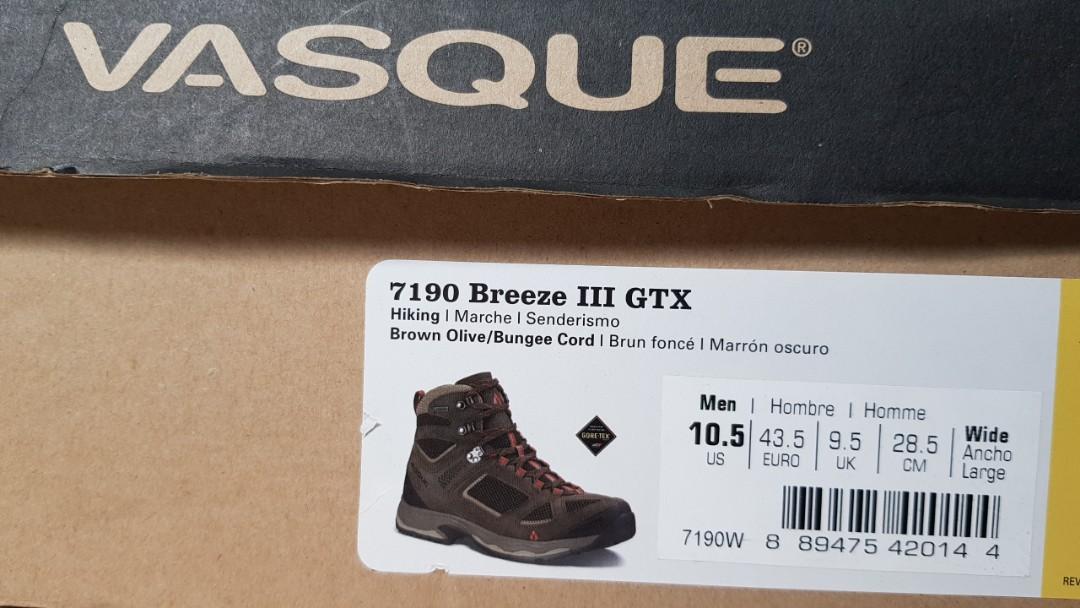 VASQUE®
7190 Breeze III GTX
Hiking | Marche | Senderismo
Brown Olive/Bungee Cord | Brun foncé | Marrón oscuro
GORE-TEX
Men | Hombre | Homme
10.5 US | 43.5 EURO | 9.5 UK | 28.5 CM | Wide Ancho Large
7190W 8 89475 42014 4
REV